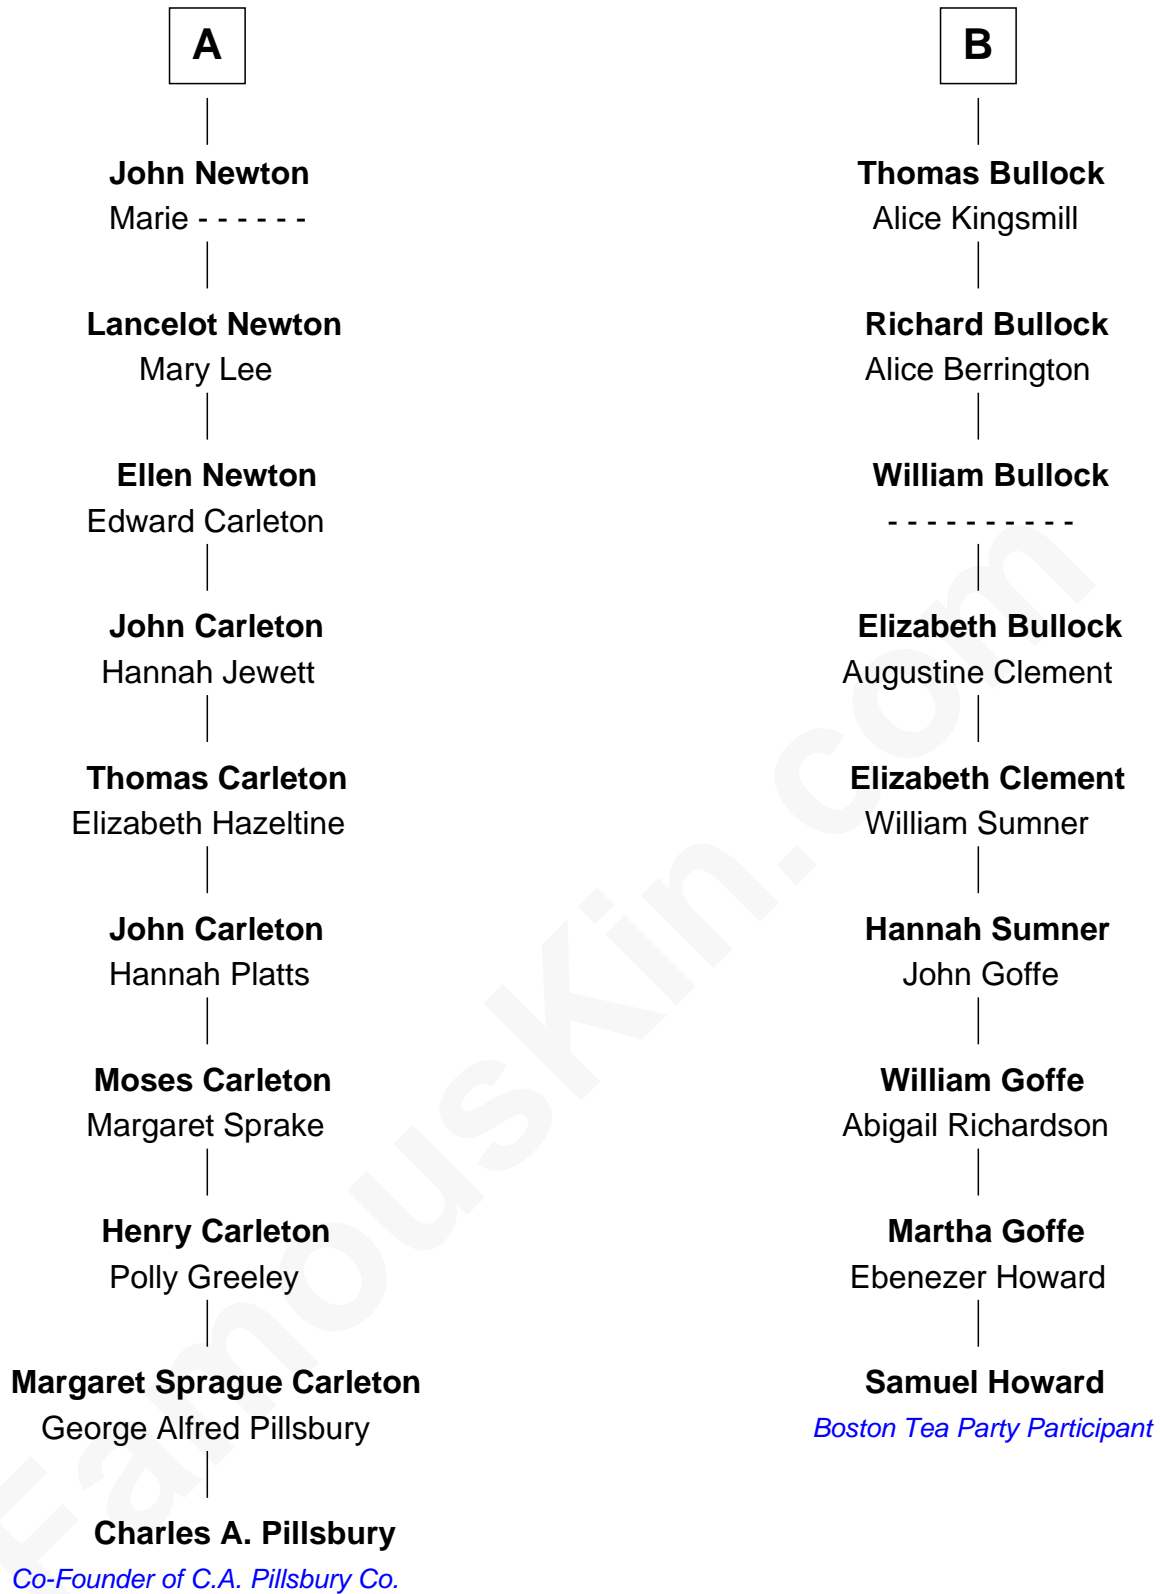 A
John Newton
Marie - - - - - -
Lancelot Newton
Mary Lee
Ellen Newton
Edward Carleton
John Carleton
Hannah Jewett
Thomas Carleton
Elizabeth Hazeltine
John Carleton
Hannah Platts
Moses Carleton
Margaret Sprake
Henry Carleton
Polly Greeley
Margaret Sprague Carleton
George Alfred Pillsbury
Charles A. Pillsbury
Co-Founder of C.A. Pillsbury Co.
B
Thomas Bullock
Alice Kingsmill
Richard Bullock
Alice Berrington
William Bullock
- - - - - - - - - -
Elizabeth Bullock
Augustine Clement
Elizabeth Clement
William Sumner
Hannah Sumner
John Goffe
William Goffe
Abigail Richardson
Martha Goffe
Ebenezer Howard
Samuel Howard
Boston Tea Party Participant
FamousKin.com